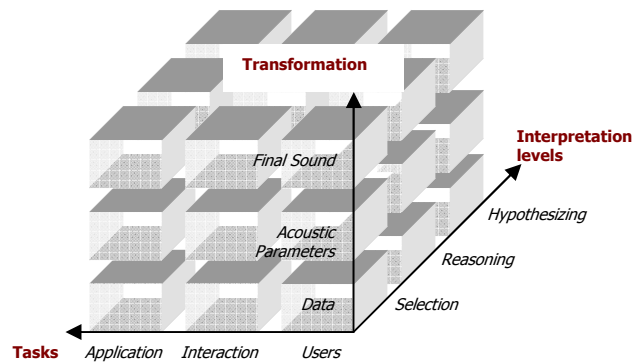 Transformation
Interpretation
levels
Final Sound
Hypothesizing
Acoustic
Parameters
Reasoning
Data
Selection
Tasks
Application
Interaction
Users